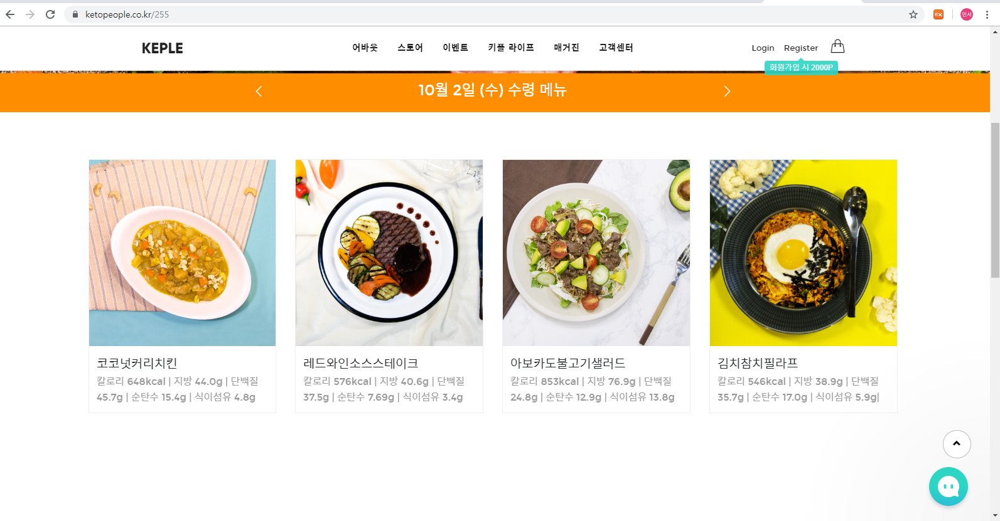 ketopeople.co.kr/255
EX
민서
KEPLE
어바웃 스토어 이벤트 키플 라이프 매거진 고객센터
Login Register
회원가입 시 2000P
10월 2일 (수) 수령 메뉴
코코넛커리치킨
칼로리 648kcal | 지방 44.0g | 단백질
45.7g | 순탄수 15.4g | 식이섬유 4.8g
레드와인소스스테이크
칼로리 576kcal | 지방 40.6g | 단백질
37.5g | 순탄수 7.69g | 식이섬유 3.4g
아보카도불고기샐러드
칼로리 853kcal | 지방 76.9g | 단백질
24.8g | 순탄수 12.9g | 식이섬유 13.8g
김치참치필라프
칼로리 546kcal | 지방 38.9g | 단백질
35.7g | 순탄수 17.0g | 식이섬유 5.9g|